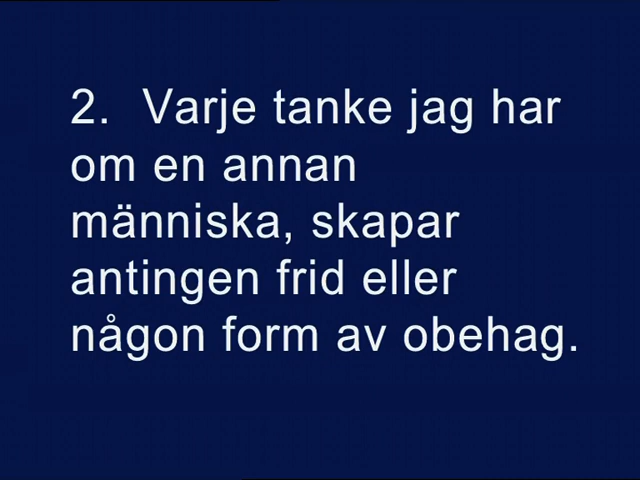 2. Varje tanke jag har
om en annan
människa, skapar
antingen frid eller
någon form av obehag.